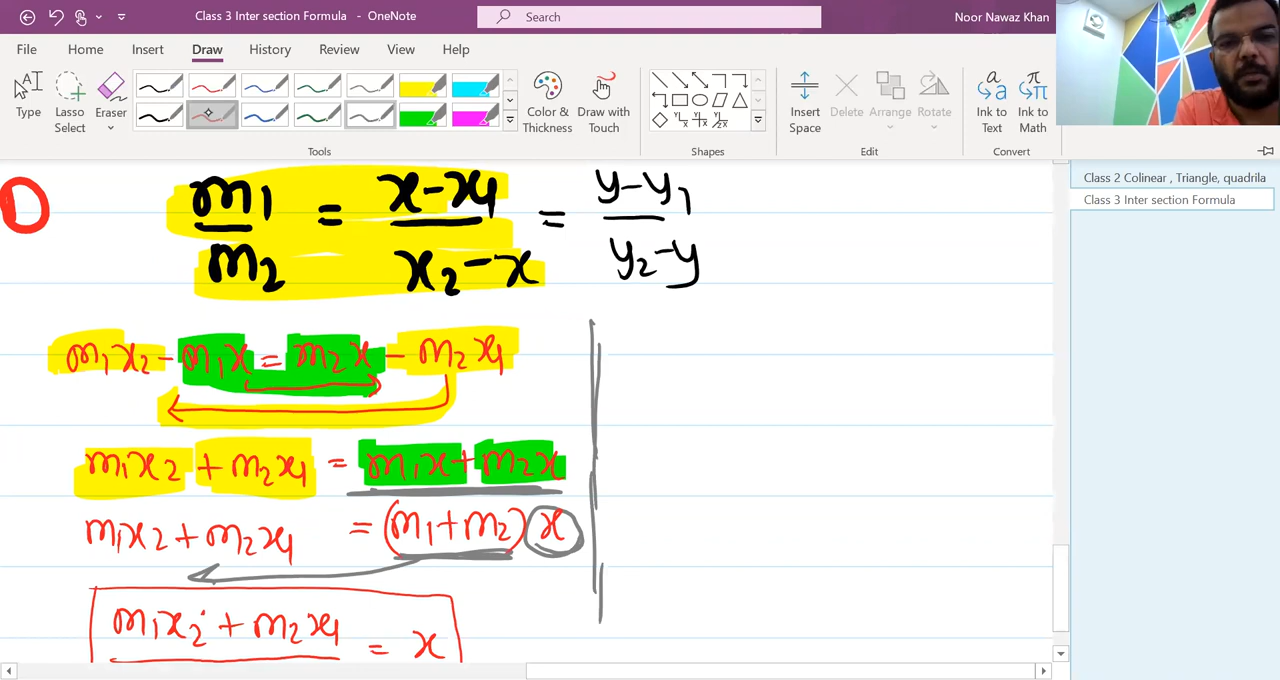 Class 3 Inter section Formula - OneNote
Search
Noor Nawaz Khan
File Home Insert Draw History Review View Help
Type
Lasso Select
Eraser
Color & Thickness
Draw with Touch
Insert Space
Delete
Arrange
Rotate
Ink to Text
Ink to Math
Tools
Shapes
Edit
Convert
Class 2 Colinear , Triangle, quadrila
Class 3 Inter section Formula
D
m1/m2 = x-x1/x2-x = y-y1/y2-y
m1x2 - m1x = m2x - m2x1
m1x2 + m2x1 = m1x + m2x
m1x2 + m2x1 = (m1+m2) x
m1x2 + m2x1 = x